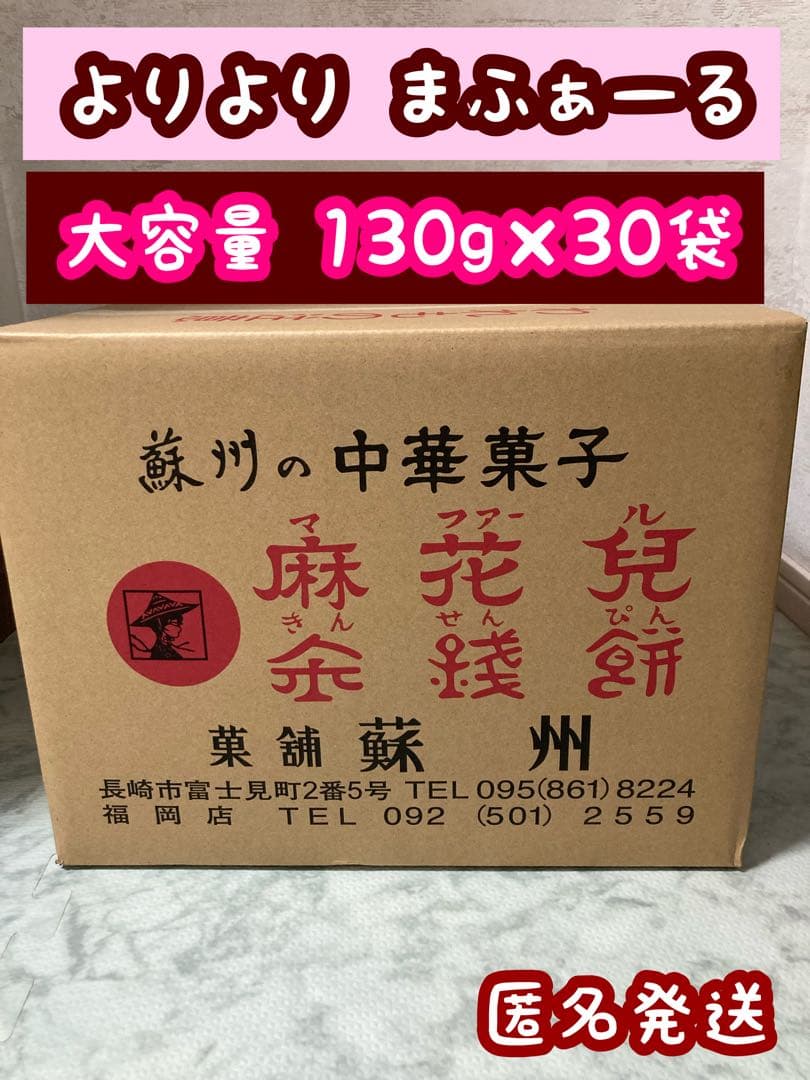 よりより まふぁーる
大容量 130g×30袋
蘇州の中華菓子
マファール
麻花兒
きんせんぴん
金錢餅
菓舗 蘇州
長崎市富士見町2番5号 TEL 095(861)8224
福岡店 TEL 092 (501) 2559
匿名発送